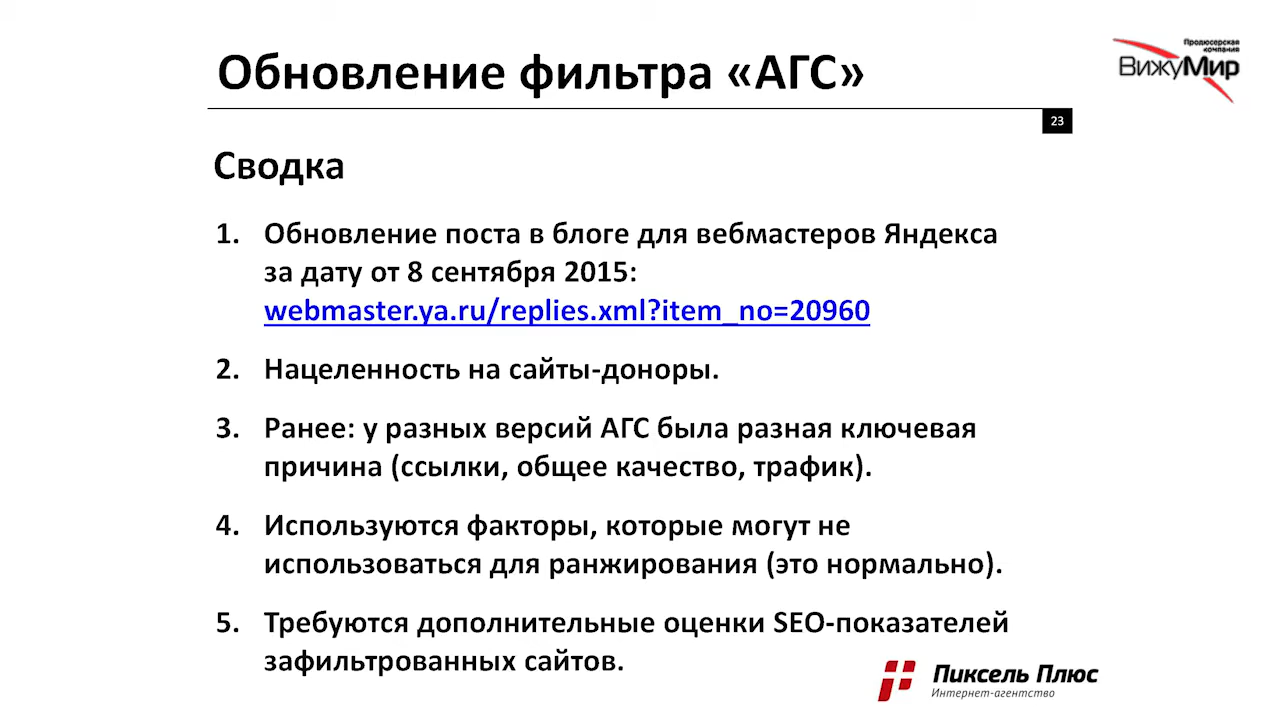 Обновление фильтра «АГС»
Продюсерская
компания
ВижуМир
23
Сводка
1. Обновление поста в блоге для вебмастеров Яндекса
за дату от 8 сентября 2015:
webmaster.ya.ru/replies.xml?item_no=20960
2. Нацеленность на сайты-доноры.
3. Ранее: у разных версий АГС была разная ключевая
причина (ссылки, общее качество, трафик).
4. Используются факторы, которые могут не
использоваться для ранжирования (это нормально).
5. Требуются дополнительные оценки SEO-показателей
зафильтрованных сайтов.
Пиксель Плюс
Интернет-агентство